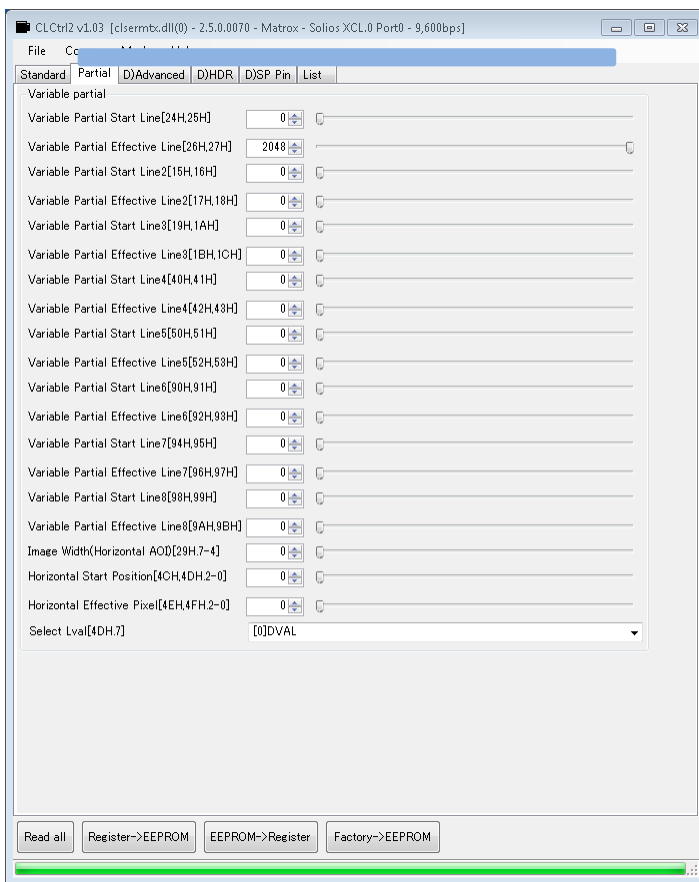 CLCtrl2 v1.03 [clsermtx.dll(0) - 2.5.0.0070 - Matrox - Solios XCL.0 Port0 - 9,600bps]
File
Standard Partial D)Advanced D)HDR D)SP Pin List
Variable partial
Variable Partial Start Line[24H,25H] 0
Variable Partial Effective Line[26H,27H] 2048
Variable Partial Start Line2[15H,16H] 0
Variable Partial Effective Line2[17H,18H] 0
Variable Partial Start Line3[19H,1AH] 0
Variable Partial Effective Line3[1BH,1CH] 0
Variable Partial Start Line4[40H,41H] 0
Variable Partial Effective Line4[42H,43H] 0
Variable Partial Start Line5[50H,51H] 0
Variable Partial Effective Line5[52H,53H] 0
Variable Partial Start Line6[90H,91H] 0
Variable Partial Effective Line6[92H,93H] 0
Variable Partial Start Line7[94H,95H] 0
Variable Partial Effective Line7[96H,97H] 0
Variable Partial Start Line8[98H,99H] 0
Variable Partial Effective Line8[9AH,9BH] 0
Image Width(Horizontal AOI)[29H.7-4] 0
Horizontal Start Position[4CH,4DH.2-0] 0
Horizontal Effective Pixel[4EH,4FH.2-0] 0
Select Lval[4DH.7] [0]DVAL
Read all Register->EEPROM EEPROM->Register Factory->EEPROM